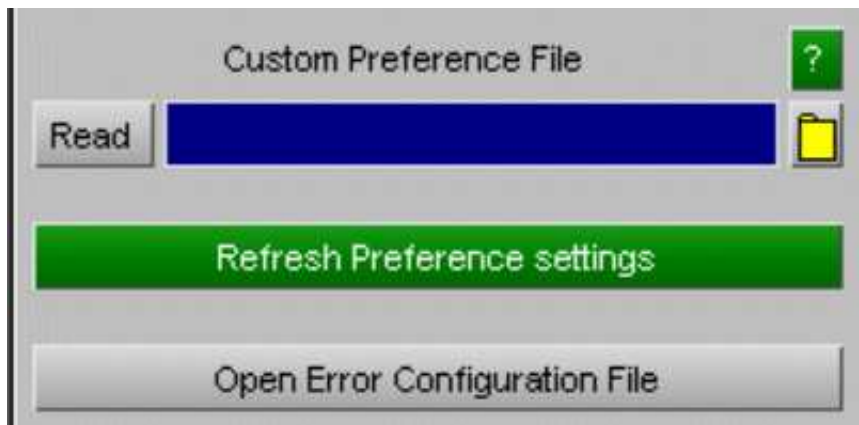 Custom Preference File ?
Read
Refresh Preference settings
Open Error Configuration File